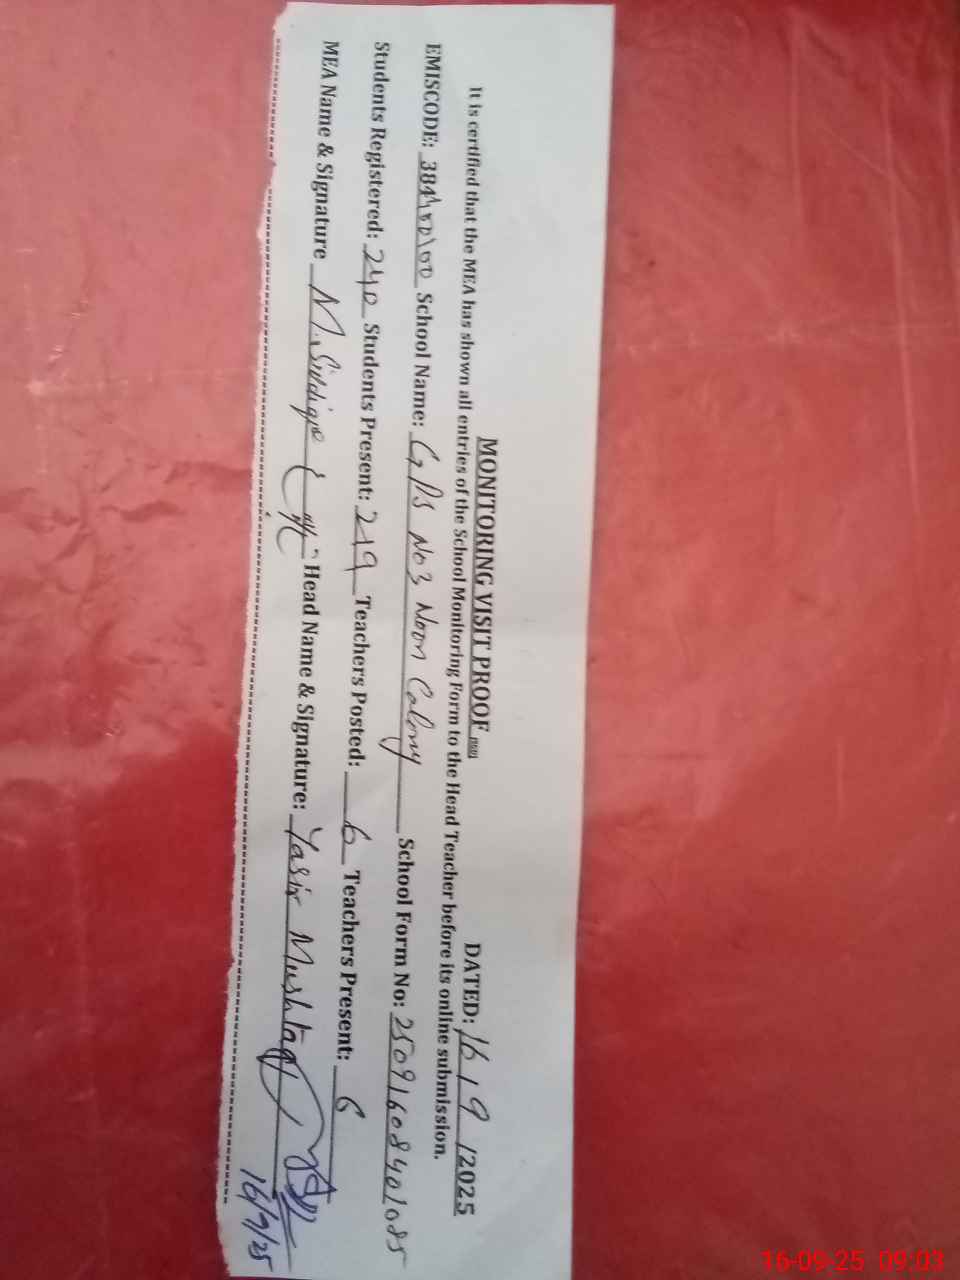 MONITORING VISIT PROOF DATED: 16/9/2025
It is certified that the MEA has shown all entries of the School Monitoring Form to the Head Teacher before its online submission.
EMISCODE: School Name: GPS No3 Noon Colony School Form No: 25091608401085
Students Registered: 240 Students Present: 219 Teachers Posted: 6 Teachers Present: 6
MEA Name & Signature M. Siddique Head Name & Signature: Yasir Mushtaq
16/9/25
16-09-25 09:03